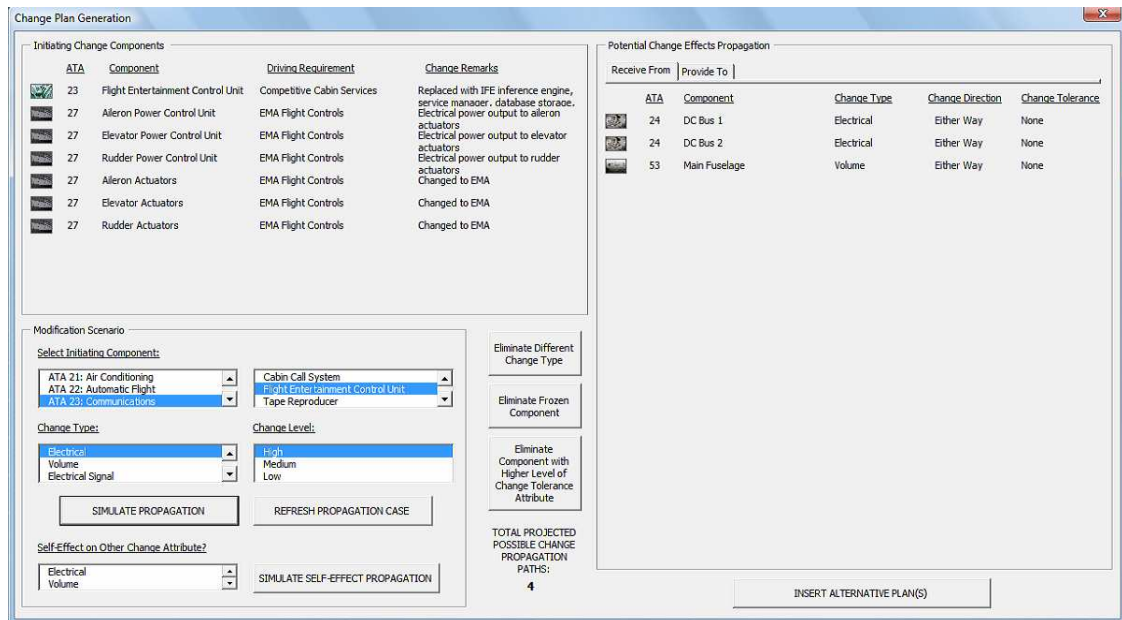 Change Plan Generation
Initiating Change Components
ATA Component Driving Requirement Change Remarks
23 Flight Entertainment Control Unit Competitive Cabin Services Replaced with IFE inference engine,
service manager, database storage.
27 Aileron Power Control Unit EMA Flight Controls Electrical power output to aileron
actuators
27 Elevator Power Control Unit EMA Flight Controls Electrical power output to elevator
actuators
27 Rudder Power Control Unit EMA Flight Controls Electrical power output to rudder
actuators
27 Aileron Actuators EMA Flight Controls Changed to EMA
27 Elevator Actuators EMA Flight Controls Changed to EMA
27 Rudder Actuators EMA Flight Controls Changed to EMA
Modification Scenario
Select Initiating Component:
ATA 21: Air Conditioning
ATA 22: Automatic Flight
ATA 23: Communications
Cabin Call System
Flight Entertainment Control Unit
Tape Reproducer
Change Type:
Electrical
Volume
Electrical Signal
Change Level:
High
Medium
Low
SIMULATE PROPAGATION
REFRESH PROPAGATION CASE
Self-Effect on Other Change Attribute?
Electrical
Volume
SIMULATE SELF-EFFECT PROPAGATION
Eliminate Different
Change Type
Eliminate Frozen
Component
Eliminate
Component with
Higher Level of
Change Tolerance
Attribute
TOTAL PROJECTED
POSSIBLE CHANGE
PROPAGATION
PATHS:
4
Potential Change Effects Propagation
Receive From Provide To
ATA Component Change Type Change Direction Change Tolerance
24 DC Bus 1 Electrical Either Way None
24 DC Bus 2 Electrical Either Way None
53 Main Fuselage Volume Either Way None
INSERT ALTERNATIVE PLAN(S)